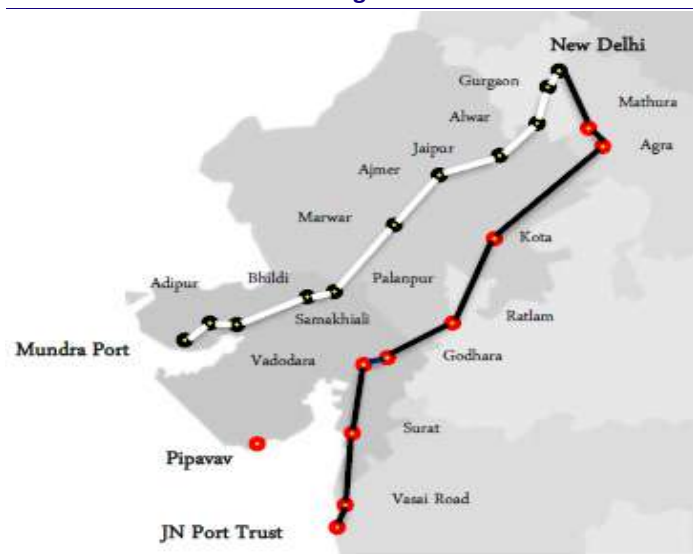 New Delhi
Gurgaon
Mathura
Alwar
Agra
Jaipur
Ajmer
Marwar
Kota
Bhildi
Palanpur
Adipur
Samakhiali
Ratlam
Mundra Port
Vadodara
Godhara
Surat
Pipavav
Vasai Road
JN Port Trust